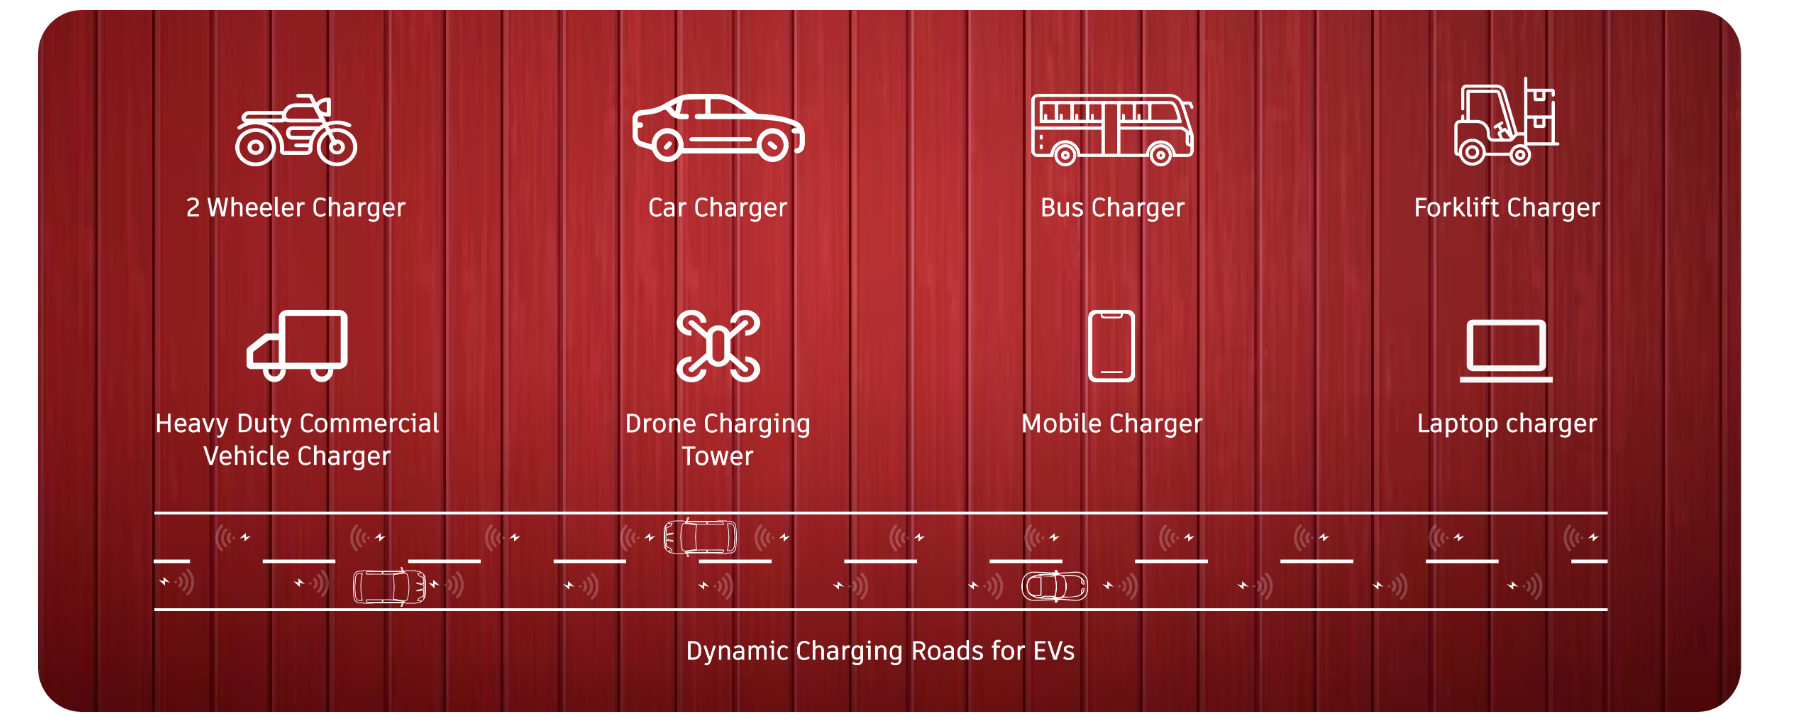 2 Wheeler Charger
Car Charger
Bus Charger
Forklift Charger
Heavy Duty Commercial
Vehicle Charger
Drone Charging
Tower
Mobile Charger
Laptop charger
Dynamic Charging Roads for EVs